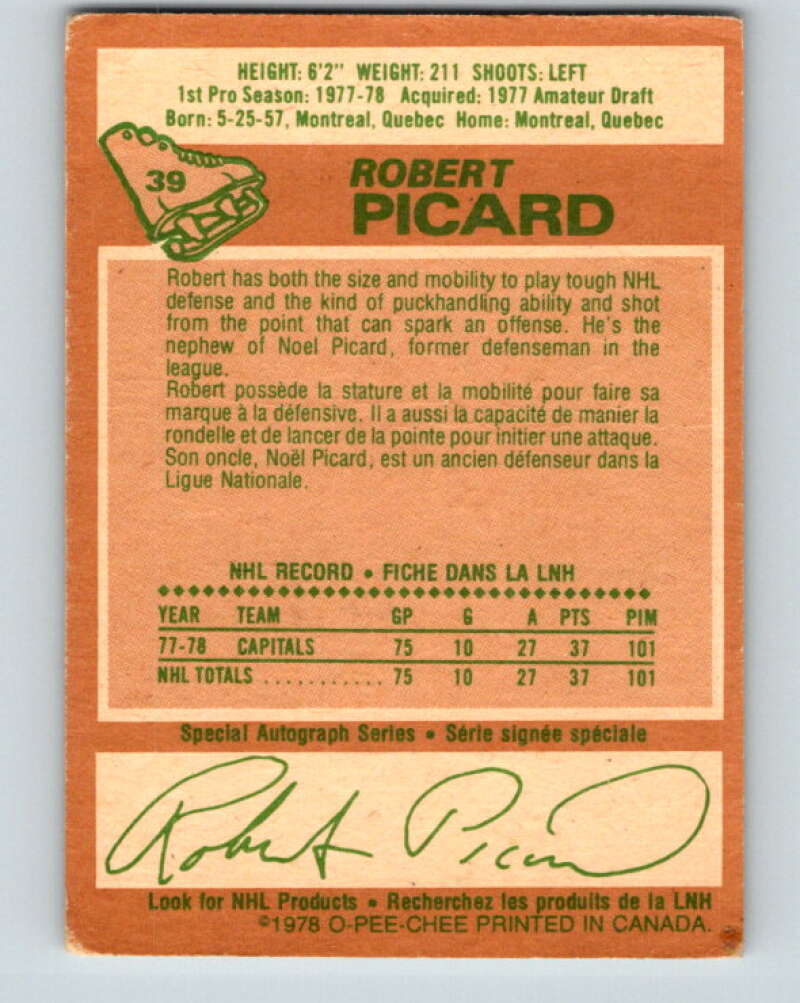 HEIGHT: 6'2" WEIGHT: 211 SHOOTS: LEFT
1st Pro Season: 1977-78 Acquired: 1977 Amateur Draft
Born: 5-25-57, Montreal, Quebec Home: Montreal, Quebec
39
ROBERT
PICARD
Robert has both the size and mobility to play tough NHL
defense and the kind of puckhandling ability and shot
from the point that can spark an offense. He's the
nephew of Noel Picard, former defenseman in the
league.
Robert possède la stature et la mobilité pour faire sa
marque à la défensive. Il a aussi la capacité de manier la
rondelle et de lancer de la pointe pour initier une attaque.
Son oncle, Noël Picard, est un ancien défenseur dans la
Ligue Nationale.
NHL RECORD • FICHE DANS LA LNH
YEAR TEAM GP G A PTS PIM
77-78 CAPITALS 75 10 27 37 101
NHL TOTALS ........... 75 10 27 37 101
Special Autograph Series • Série signée spéciale
Robert Picard
Look for NHL Products • Recherchez les produits de la LNH
©1978 O-PEE-CHEE PRINTED IN CANADA.